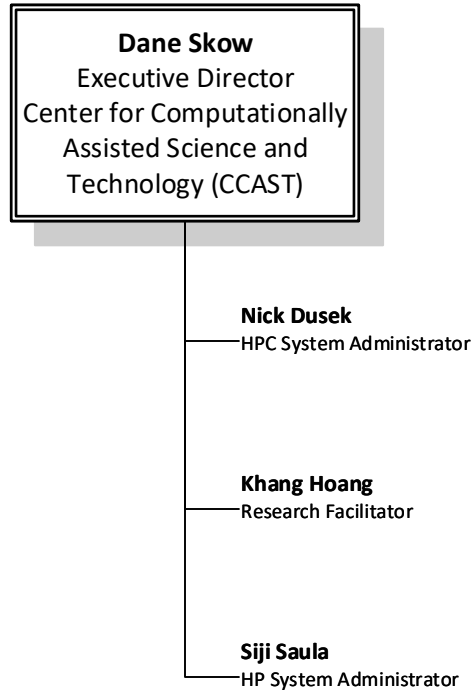 Dane Skow
Executive Director
Center for Computationally
Assisted Science and
Technology (CCAST)
Nick Dusek
HPC System Administrator
Khang Hoang
Research Facilitator
Siji Saula
HP System Administrator